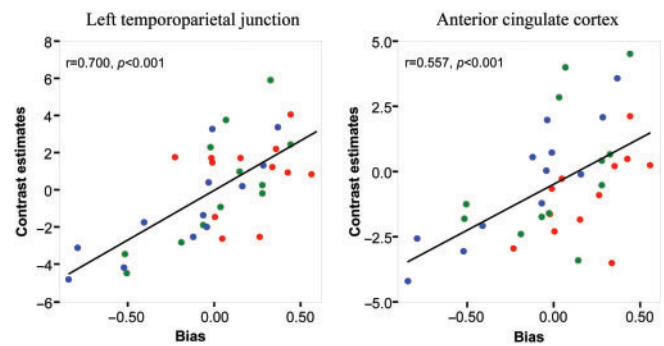 Left temporoparietal junction
r=0.700, p<0.001
Contrast estimates
8
6
4
2
0
−2
−4
−6
−0.50 0.00 0.50
Bias
Anterior cingulate cortex
r=0.557, p<0.001
Contrast estimates
5.0
2.5
0.0
−2.5
−5.0
−0.50 0.00 0.50
Bias